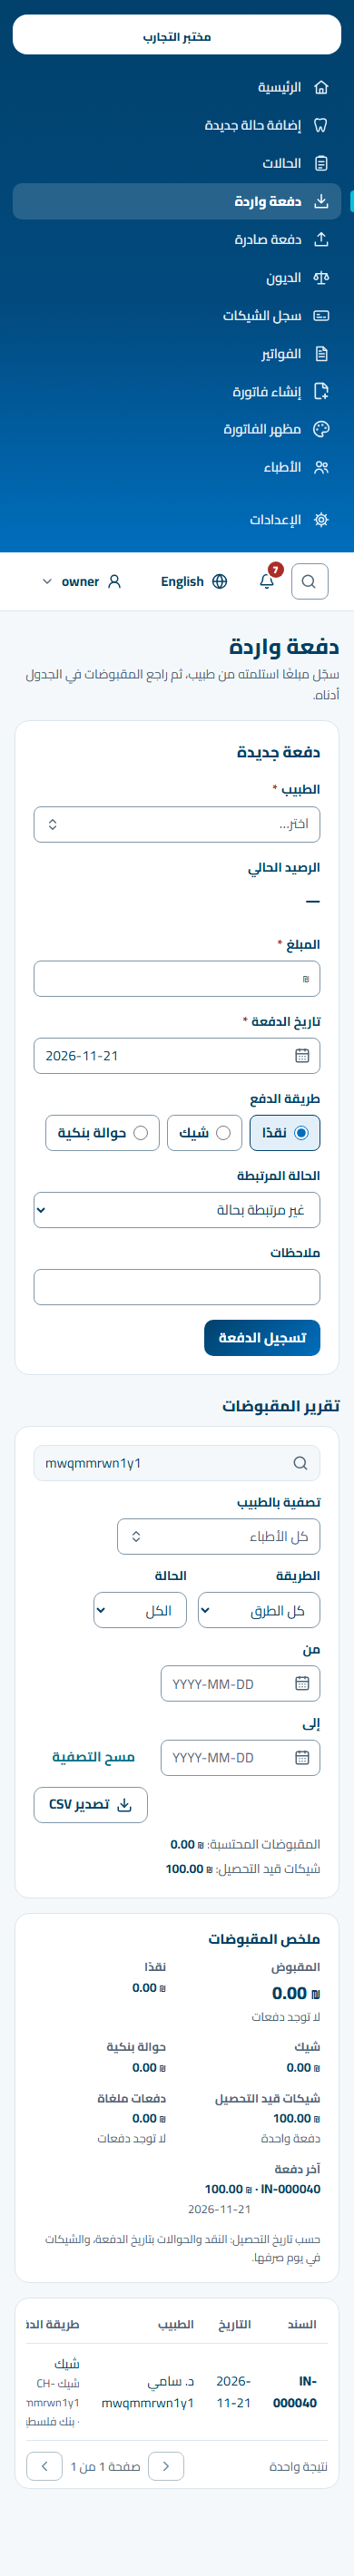 مختبر التجارب
الرئيسية
إضافة حالة جديدة
الحالات
دفعة واردة
دفعة صادرة
الديون
سجل الشيكات
الفواتير
إنشاء فاتورة
مظهر الفاتورة
الأطباء
الإعدادات
7
English
owner
دفعة واردة
سجّل مبلغًا استلمته من طبيب، ثم راجع المقبوضات في الجدول
أدناه.
دفعة جديدة
الطبيب *
اختر...
الرصيد الحالي
—
المبلغ *
₪
تاريخ الدفعة *
2026-11-21
طريقة الدفع
نقدًا
شيك
حوالة بنكية
الحالة المرتبطة
غير مرتبطة بحالة
ملاحظات
تسجيل الدفعة
تقرير المقبوضات
mwqmmrwn1y1
تصفية بالطبيب
كل الأطباء
الطريقة
الحالة
كل الطرق
الكل
من
YYYY-MM-DD
إلى
YYYY-MM-DD
مسح التصفية
تصدير CSV
المقبوضات المحتسبة: ₪ 0.00
شيكات قيد التحصيل: ₪ 100.00
ملخص المقبوضات
المقبوض
نقدًا
₪ 0.00
₪ 0.00
لا توجد دفعات
شيك
حوالة بنكية
₪ 0.00
₪ 0.00
شيكات قيد التحصيل
دفعات ملغاة
₪ 100.00
₪ 0.00
دفعة واحدة
لا توجد دفعات
آخر دفعة
IN-000040 · ₪ 100.00
2026-11-21
حسب تاريخ التحصيل: النقد والحوالات بتاريخ الدفعة، والشيكات
في يوم صرفها.
السند
التاريخ
الطبيب
طريقة الدف
IN-
000040
2026-
11-21
د. سامي
mwqmmrwn1y1
شيك
شيك CH-
mmrwn1y1
· بنك فلسطي
نتيجة واحدة
صفحة 1 من 1